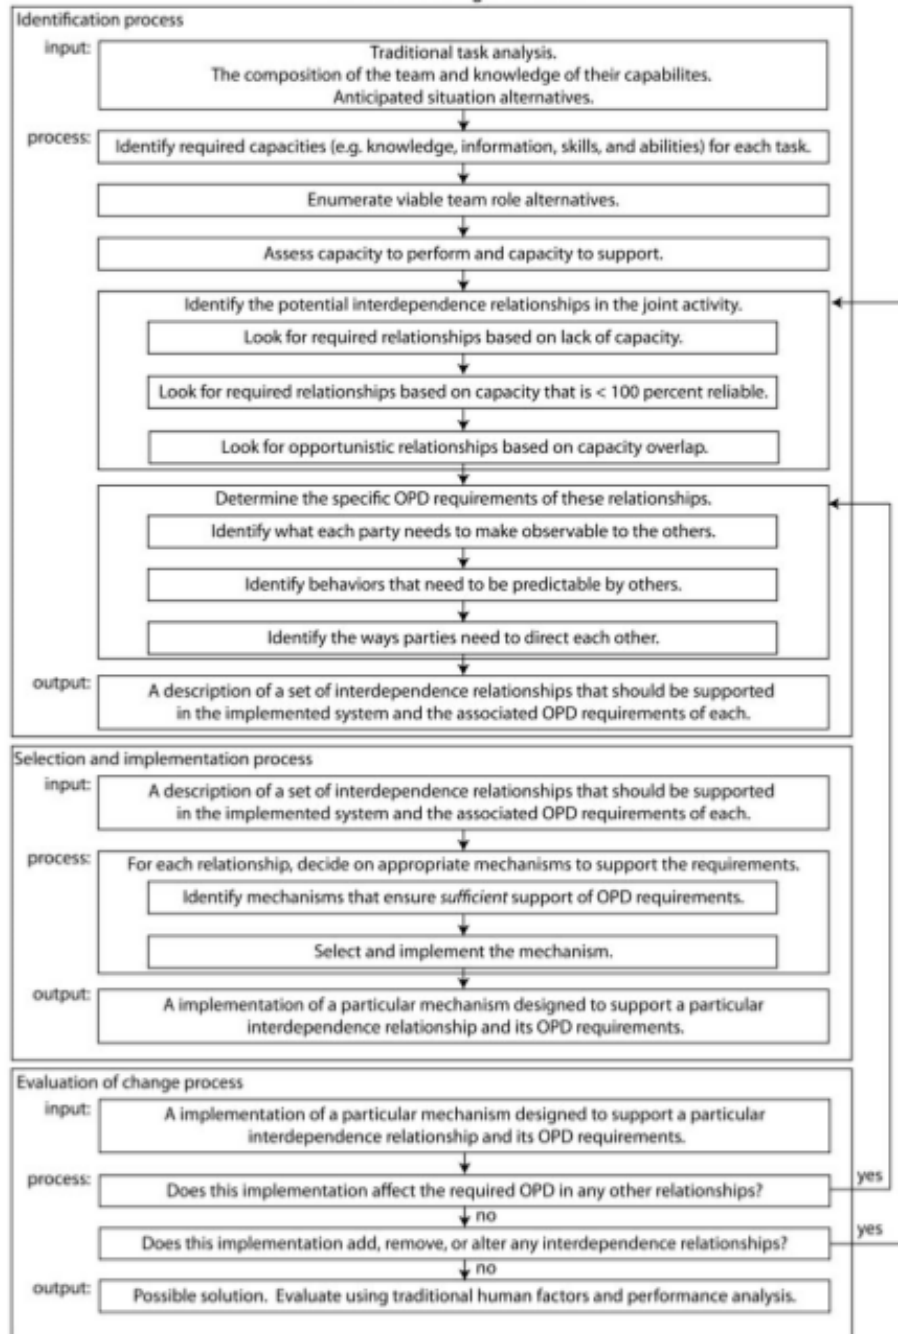 Identification process
input:
Traditional task analysis.
The composition of the team and knowledge of their capabilites.
Anticipated situation alternatives.
process:
Identify required capacities (e.g. knowledge, information, skills, and abilities) for each task.
Enumerate viable team role alternatives.
Assess capacity to perform and capacity to support.
Identify the potential interdependence relationships in the joint activity.
Look for required relationships based on lack of capacity.
Look for required relationships based on capacity that is < 100 percent reliable.
Look for opportunistic relationships based on capacity overlap.
Determine the specific OPD requirements of these relationships.
Identify what each party needs to make observable to the others.
Identify behaviors that need to be predictable by others.
Identify the ways parties need to direct each other.
output:
A description of a set of interdependence relationships that should be supported
in the implemented system and the associated OPD requirements of each.
Selection and implementation process
input:
A description of a set of interdependence relationships that should be supported
in the implemented system and the associated OPD requirements of each.
process:
For each relationship, decide on appropriate mechanisms to support the requirements.
Identify mechanisms that ensure sufficient support of OPD requirements.
Select and implement the mechanism.
output:
A implementation of a particular mechanism designed to support a particular
interdependence relationship and its OPD requirements.
Evaluation of change process
input:
A implementation of a particular mechanism designed to support a particular
interdependence relationship and its OPD requirements.
process:
Does this implementation affect the required OPD in any other relationships?
yes
no
Does this implementation add, remove, or alter any interdependence relationships?
yes
no
output:
Possible solution. Evaluate using traditional human factors and performance analysis.